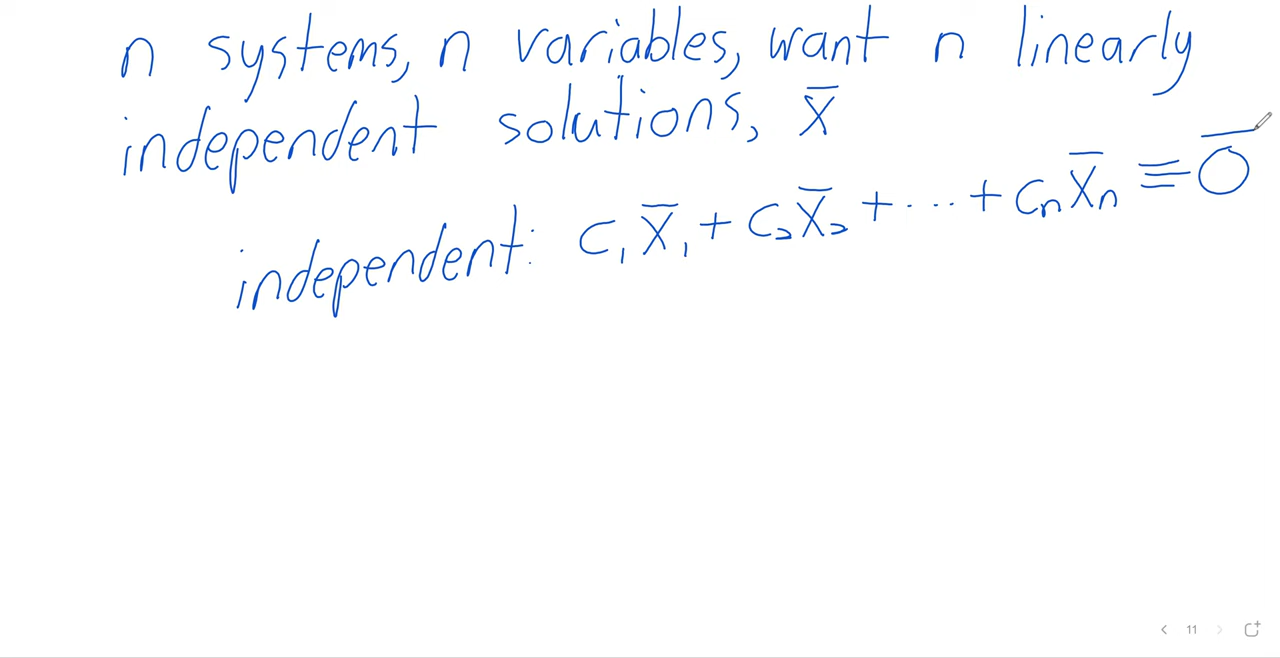 n systems, n variables, want n linearly
independent solutions, x̄
independent: c₁x̄₁ + c₂x̄₂ + ... + cₙx̄ₙ ≡ 0̄
< 11 >